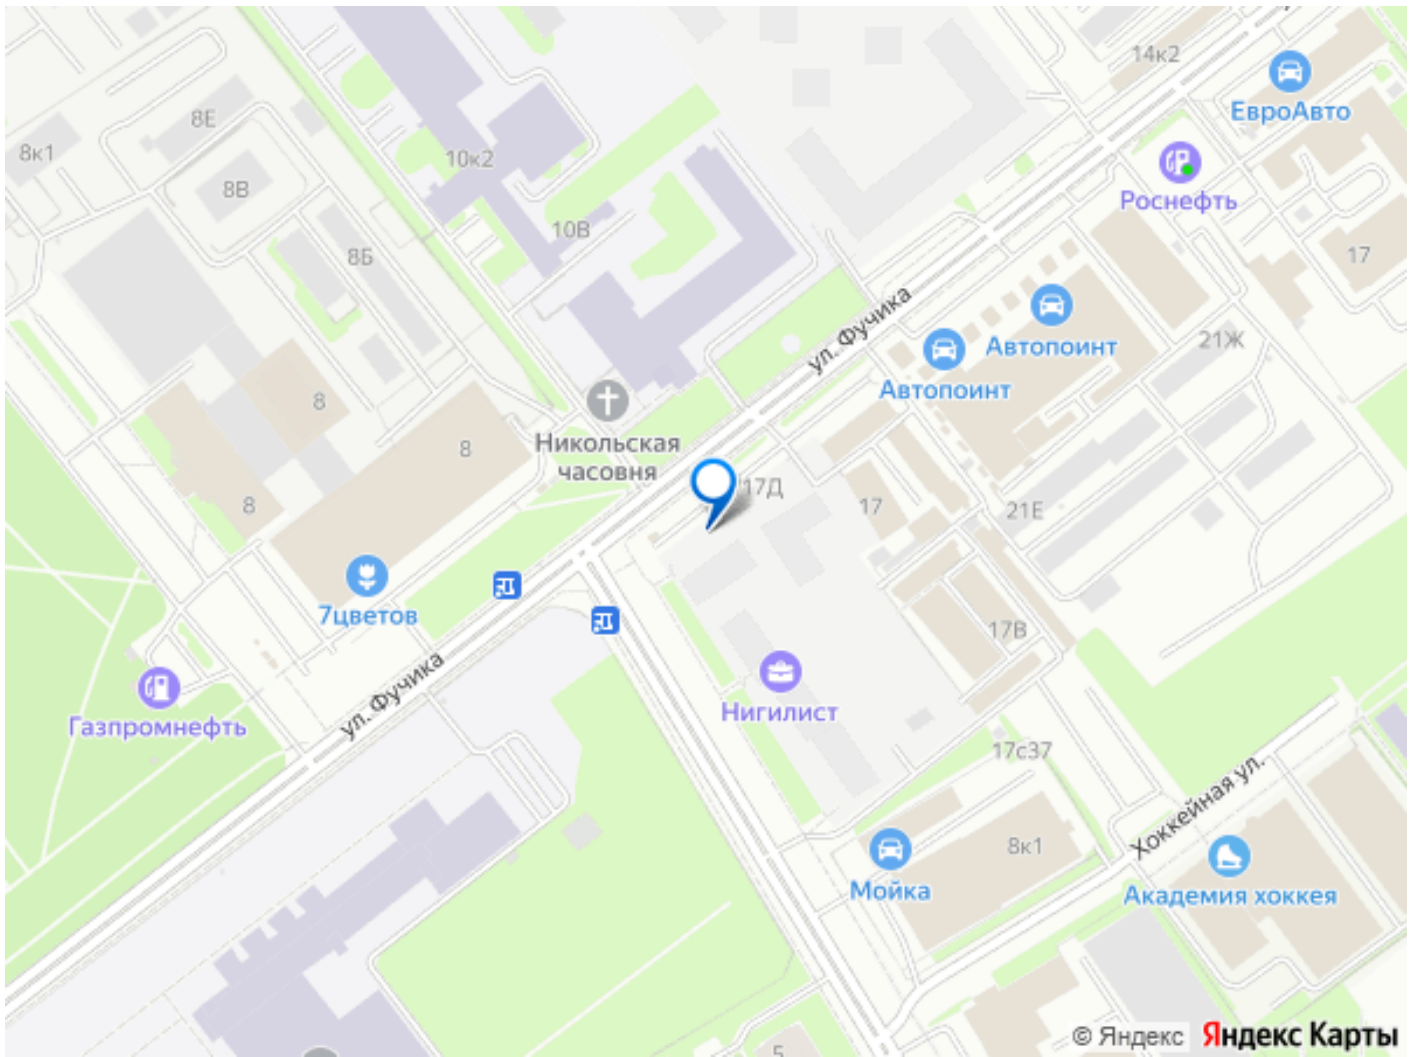 14к2
ЕвроАвто
8Е
8к1
10к2
8В
Роснефть
10В
8Б
17
ул. Фучика
Автопоинт
21Ж
Автопоинт
8
8
Никольская
часовня
17Д
8
17
21Е
7цветов
17В
ул. Фучика
Газпромнефть
Нигилист
17с37
Хоккейная ул.
8к1
Мойка
Академия хоккея
5
© Яндекс Яндекс Карты